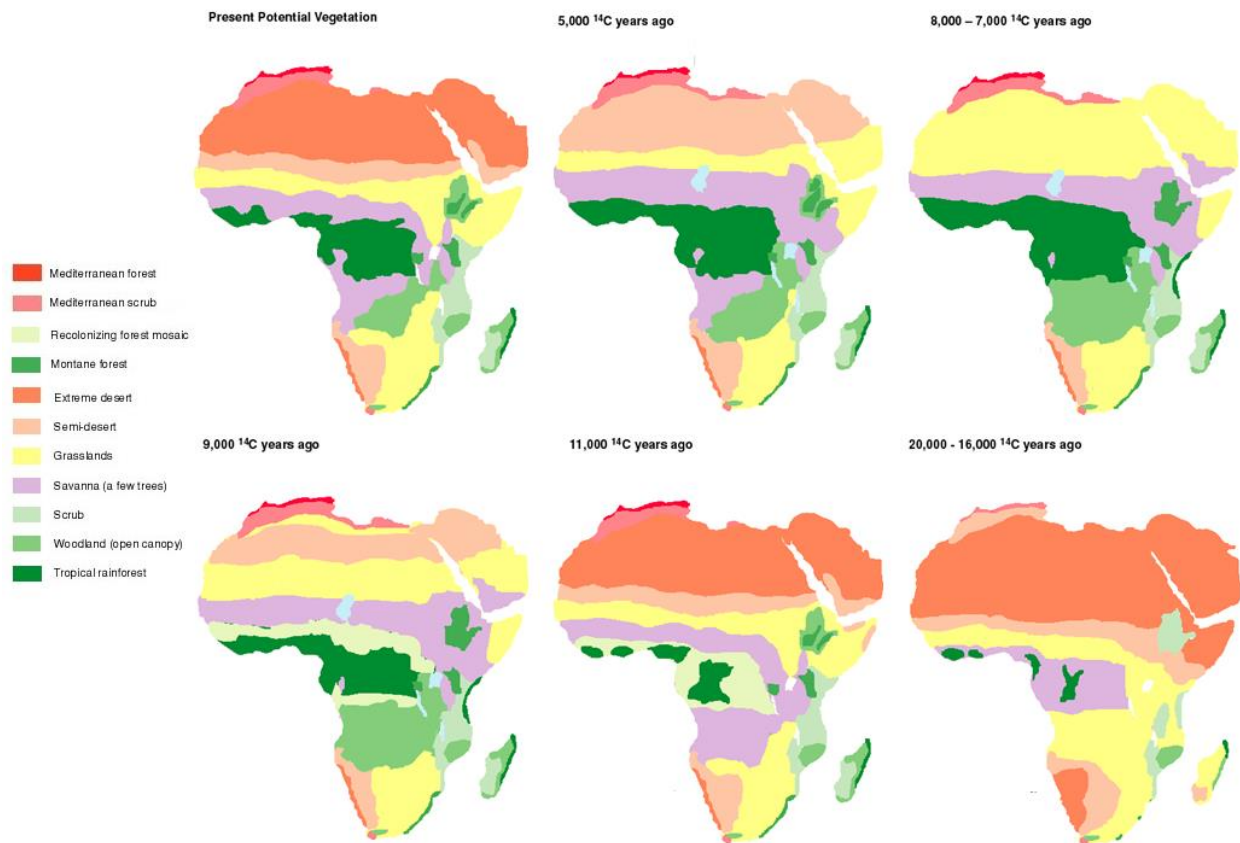 Present Potential Vegetation
5,000 ¹⁴C years ago
8,000 – 7,000 ¹⁴C years ago
Mediterranean forest
Mediterranean scrub
Recolonizing forest mosaic
Montane forest
Extreme desert
Semi-desert
Grasslands
Savanna (a few trees)
Scrub
Woodland (open canopy)
Tropical rainforest
9,000 ¹⁴C years ago
11,000 ¹⁴C years ago
20,000 - 16,000 ¹⁴C years ago